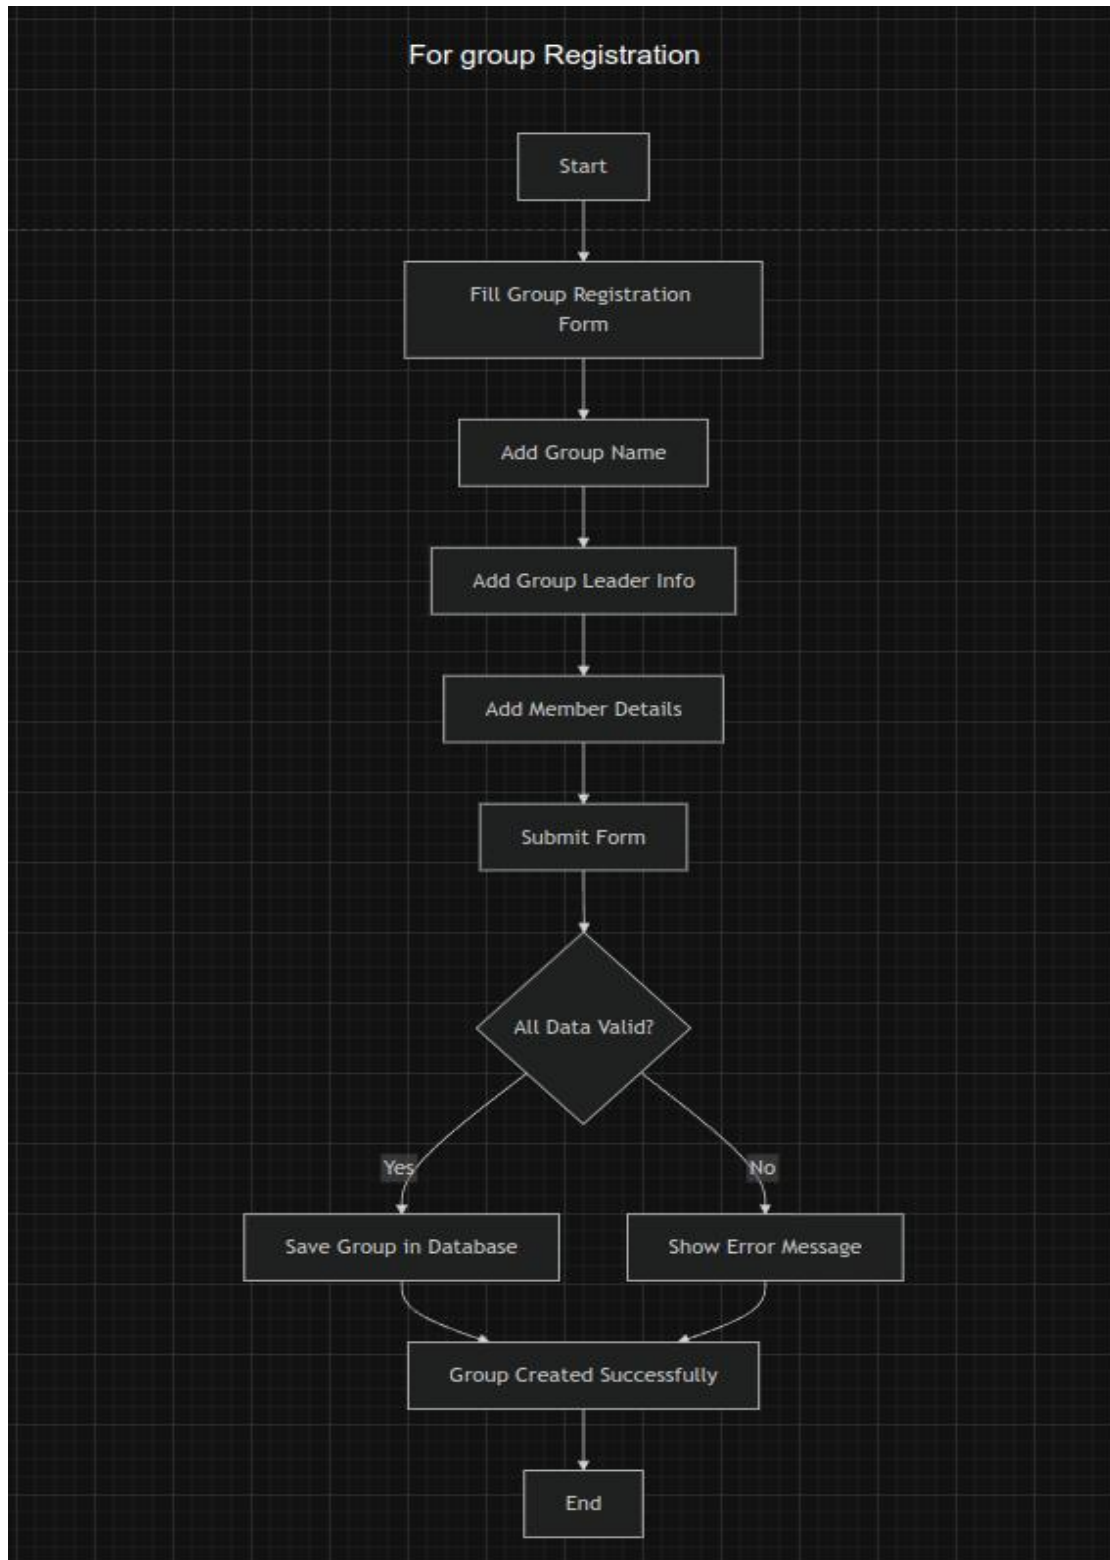 For group Registration
Start
Fill Group Registration
Form
Add Group Name
Add Group Leader Info
Add Member Details
Submit Form
All Data Valid?
Yes
No
Save Group in Database
Show Error Message
Group Created Successfully
End